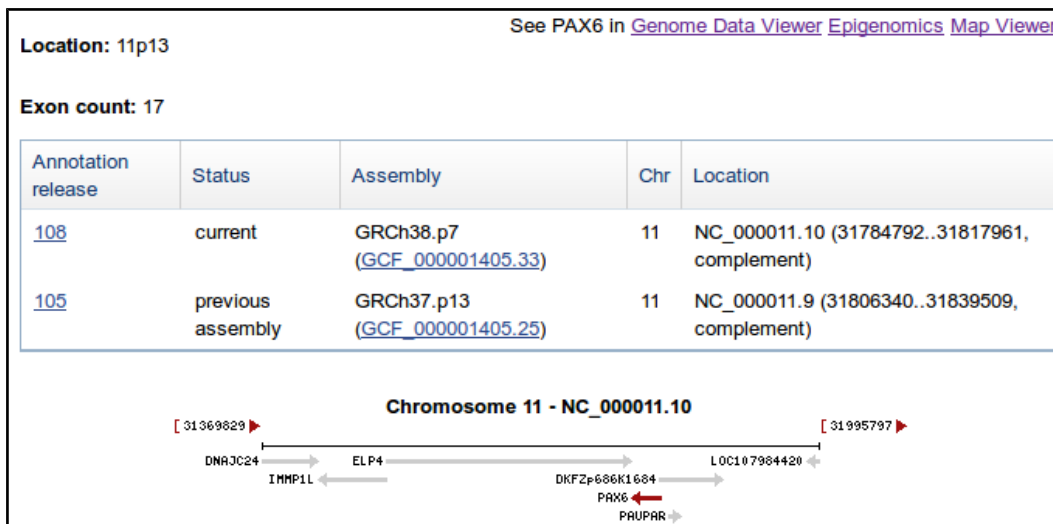 See PAX6 in Genome Data Viewer Epigenomics Map Viewer
Location: 11p13
Exon count: 17
Annotation release Status Assembly Chr Location
108 current GRCh38.p7 11 NC_000011.10 (31784792..31817961,
(GCF_000001405.33) complement)
105 previous GRCh37.p13 11 NC_000011.9 (31806340..31839509,
assembly (GCF_000001405.25) complement)
Chromosome 11 - NC_000011.10
[ 31369829 [ 31995797
DNAJC24 ELP4 LOC107984420
IMMP1L DKFZp686K1684
PAX6
PAUPAR